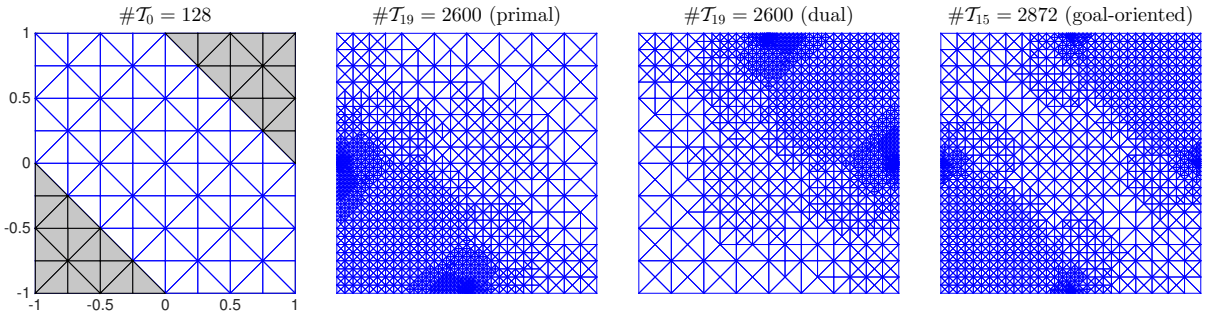 #𝒯₀ = 128
#𝒯₁₉ = 2600 (primal)
#𝒯₁₉ = 2600 (dual)
#𝒯₁₅ = 2872 (goal-oriented)
1
0.5
0
-0.5
-1
-1 -0.5 0 0.5 1